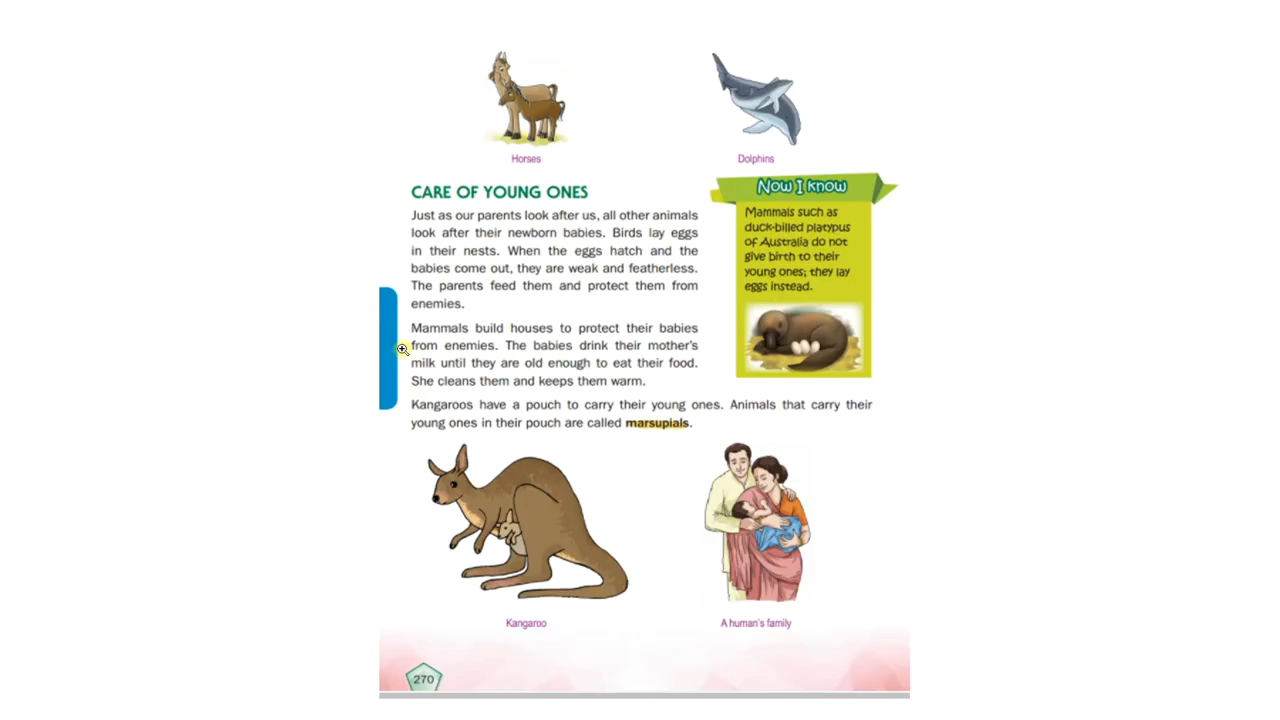 Horses
Dolphins
CARE OF YOUNG ONES
Just as our parents look after us, all other animals
look after their newborn babies. Birds lay eggs
in their nests. When the eggs hatch and the
babies come out, they are weak and featherless.
The parents feed them and protect them from
enemies.
Mammals build houses to protect their babies
from enemies. The babies drink their mother's
milk until they are old enough to eat their food.
She cleans them and keeps them warm.
Now I know
Mammals such as
duck-billed platypus
of Australia do not
give birth to their
young ones; they lay
eggs instead.
Kangaroos have a pouch to carry their young ones. Animals that carry their
young ones in their pouch are called marsupials.
Kangaroo
A human's family
270